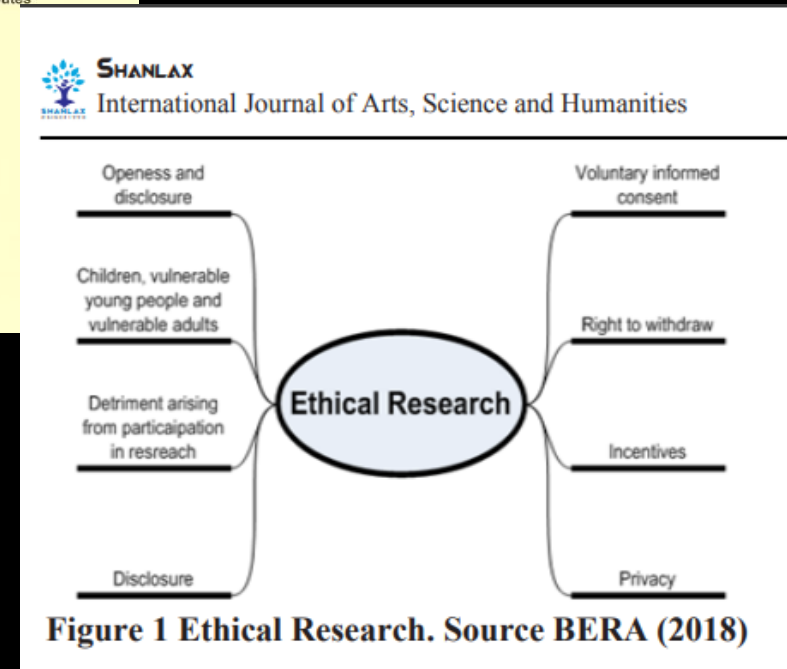 SHANLAX
International Journal of Arts, Science and Humanities
Openess and
disclosure
Children, vulnerable
young people and
vulnerable adults
Detriment arising
from particaipation
in resreach
Disclosure
Ethical Research
Voluntary informed
consent
Right to withdraw
Incentives
Privacy
Figure 1 Ethical Research. Source BERA (2018)